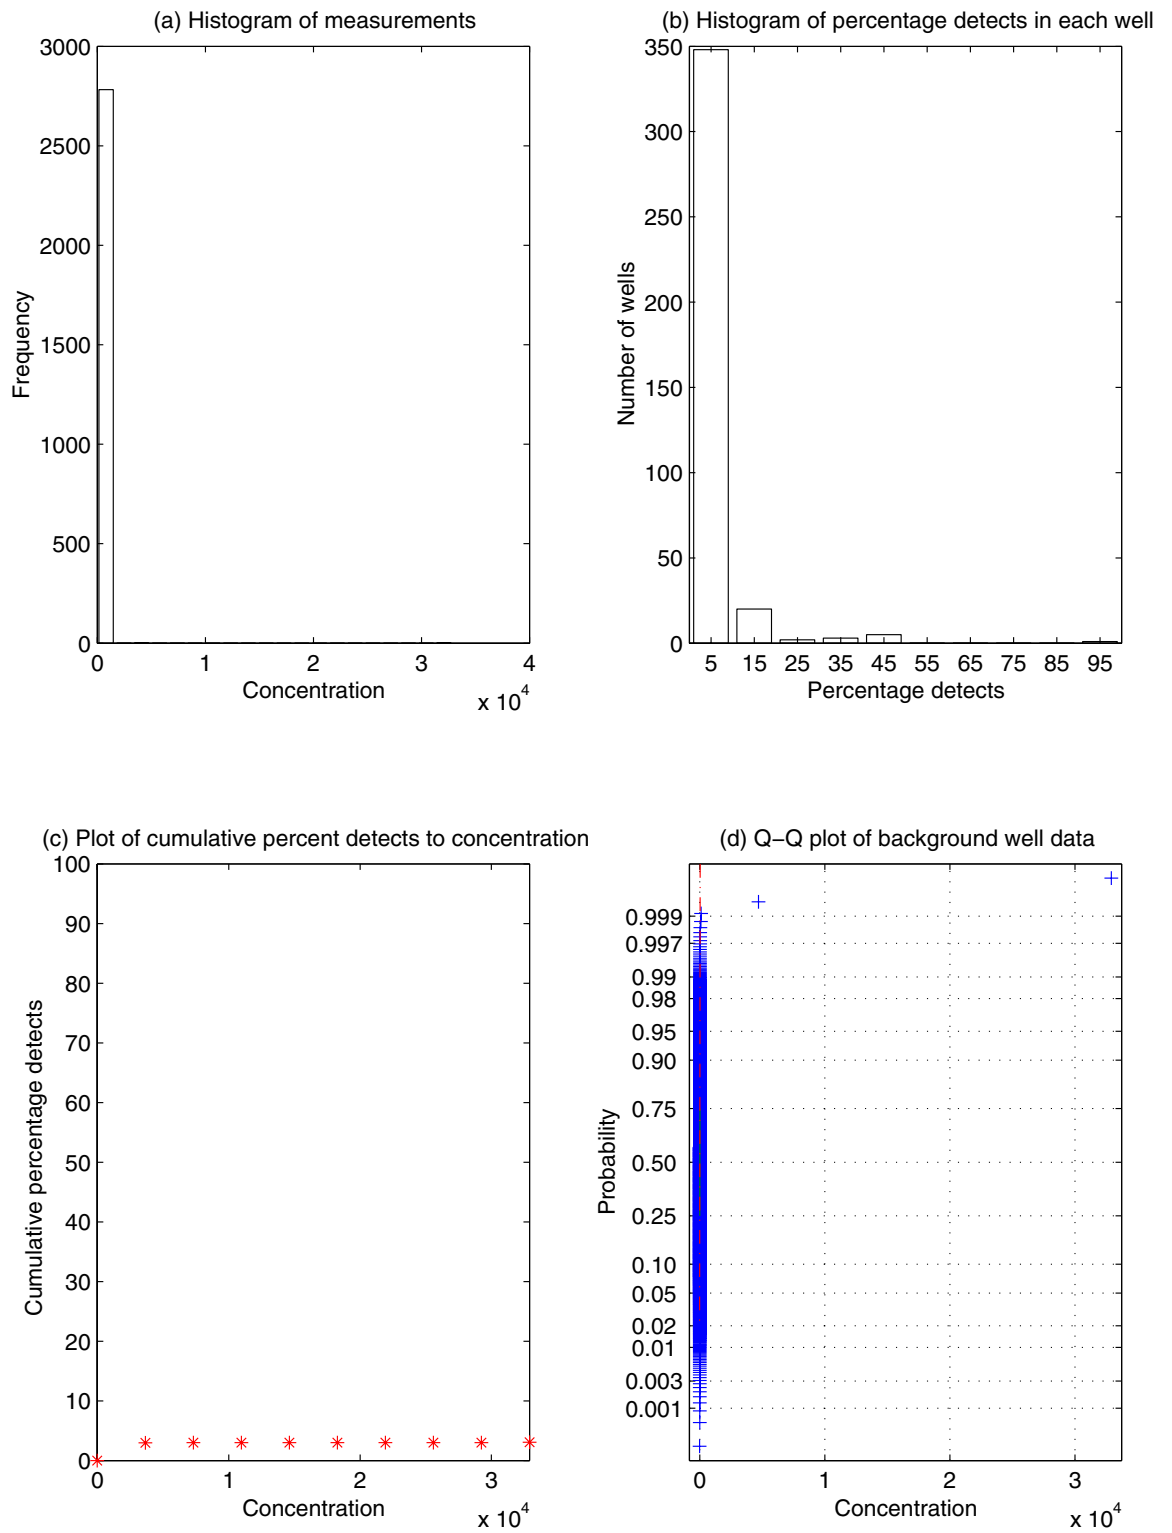 (a) Histogram of measurements
3000
2500
2000
1500
1000
500
0
Frequency
0 1 2 3 4
Concentration
x 10^4
(b) Histogram of percentage detects in each well
350
300
250
200
150
100
50
0
Number of wells
5 15 25 35 45 55 65 75 85 95
Percentage detects
(c) Plot of cumulative percent detects to concentration
100
90
80
70
60
50
40
30
20
10
0
Cumulative percentage detects
0 1 2 3
Concentration
x 10^4
(d) Q−Q plot of background well data
0.999
0.997
0.99
0.98
0.95
0.90
0.75
0.50
0.25
0.10
0.05
0.02
0.01
0.003
0.001
Probability
0 1 2 3
Concentration
x 10^4